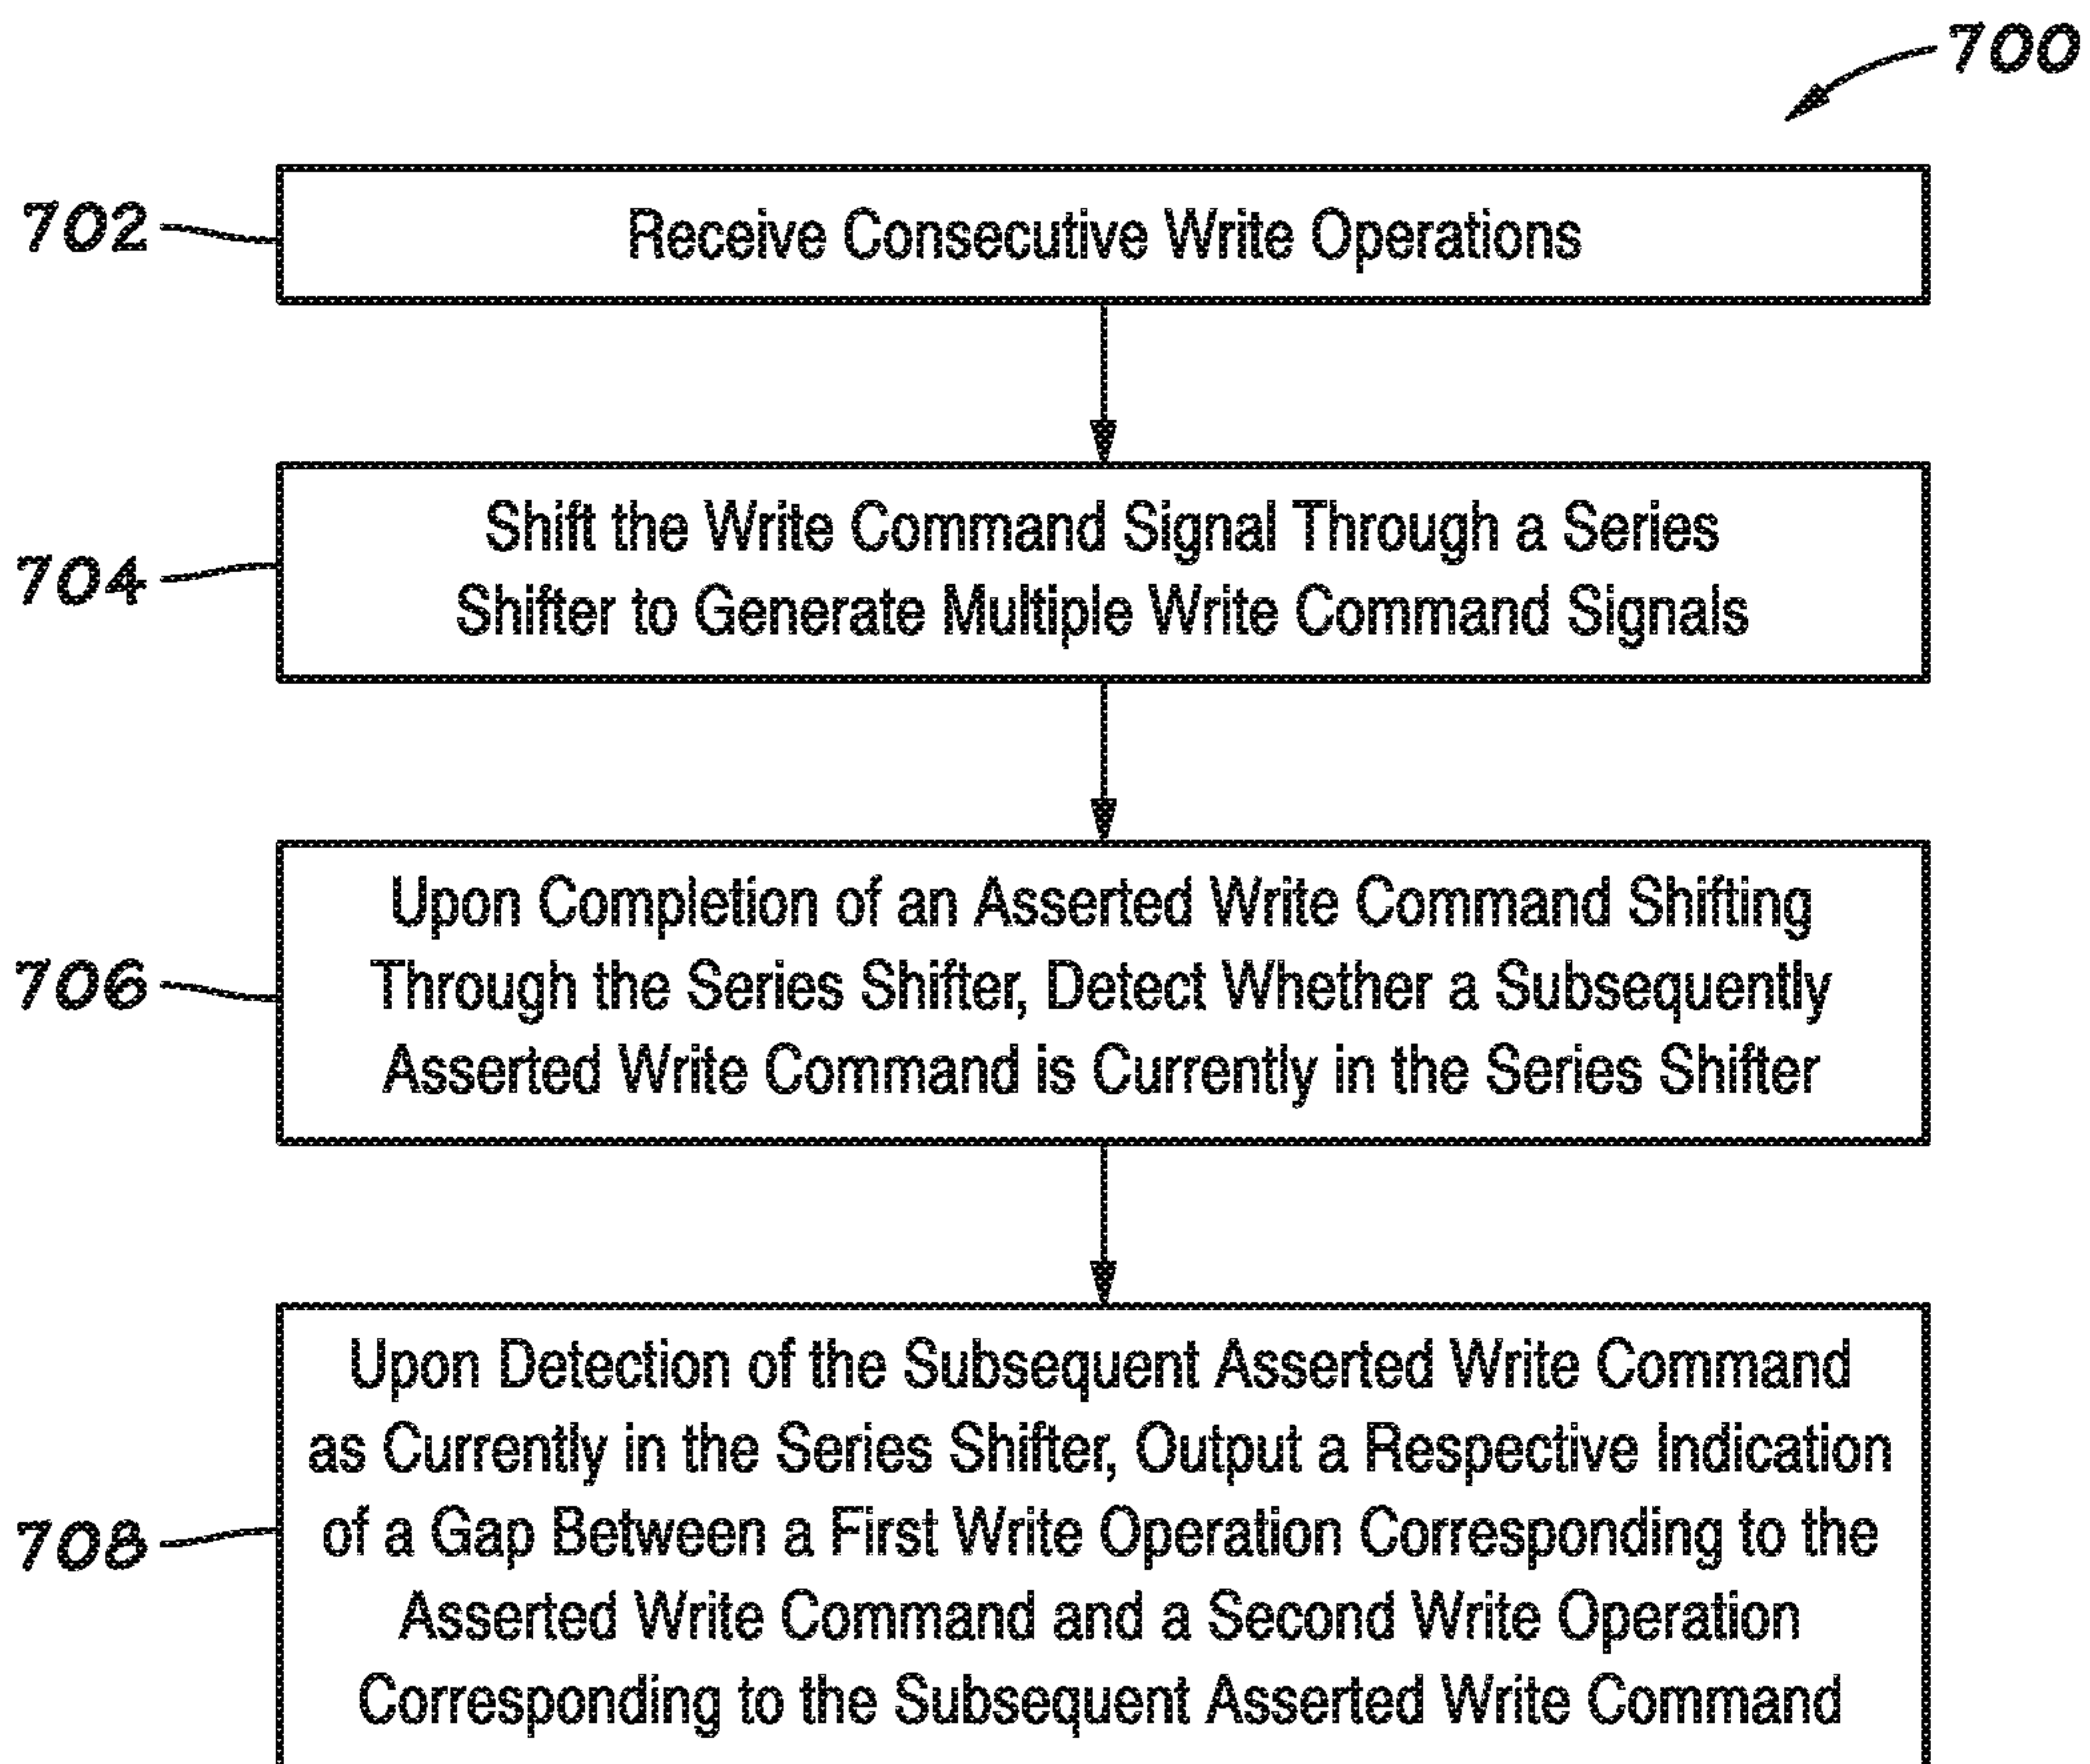 700
702
Receive Consecutive Write Operations
704
Shift the Write Command Signal Through a Series
Shifter to Generate Multiple Write Command Signals
706
Upon Completion of an Asserted Write Command Shifting
Through the Series Shifter, Detect Whether a Subsequently
Asserted Write Command is Currently in the Series Shifter
708
Upon Detection of the Subsequent Asserted Write Command
as Currently in the Series Shifter, Output a Respective Indication
of a Gap Between a First Write Operation Corresponding to the
Asserted Write Command and a Second Write Operation
Corresponding to the Subsequent Asserted Write Command